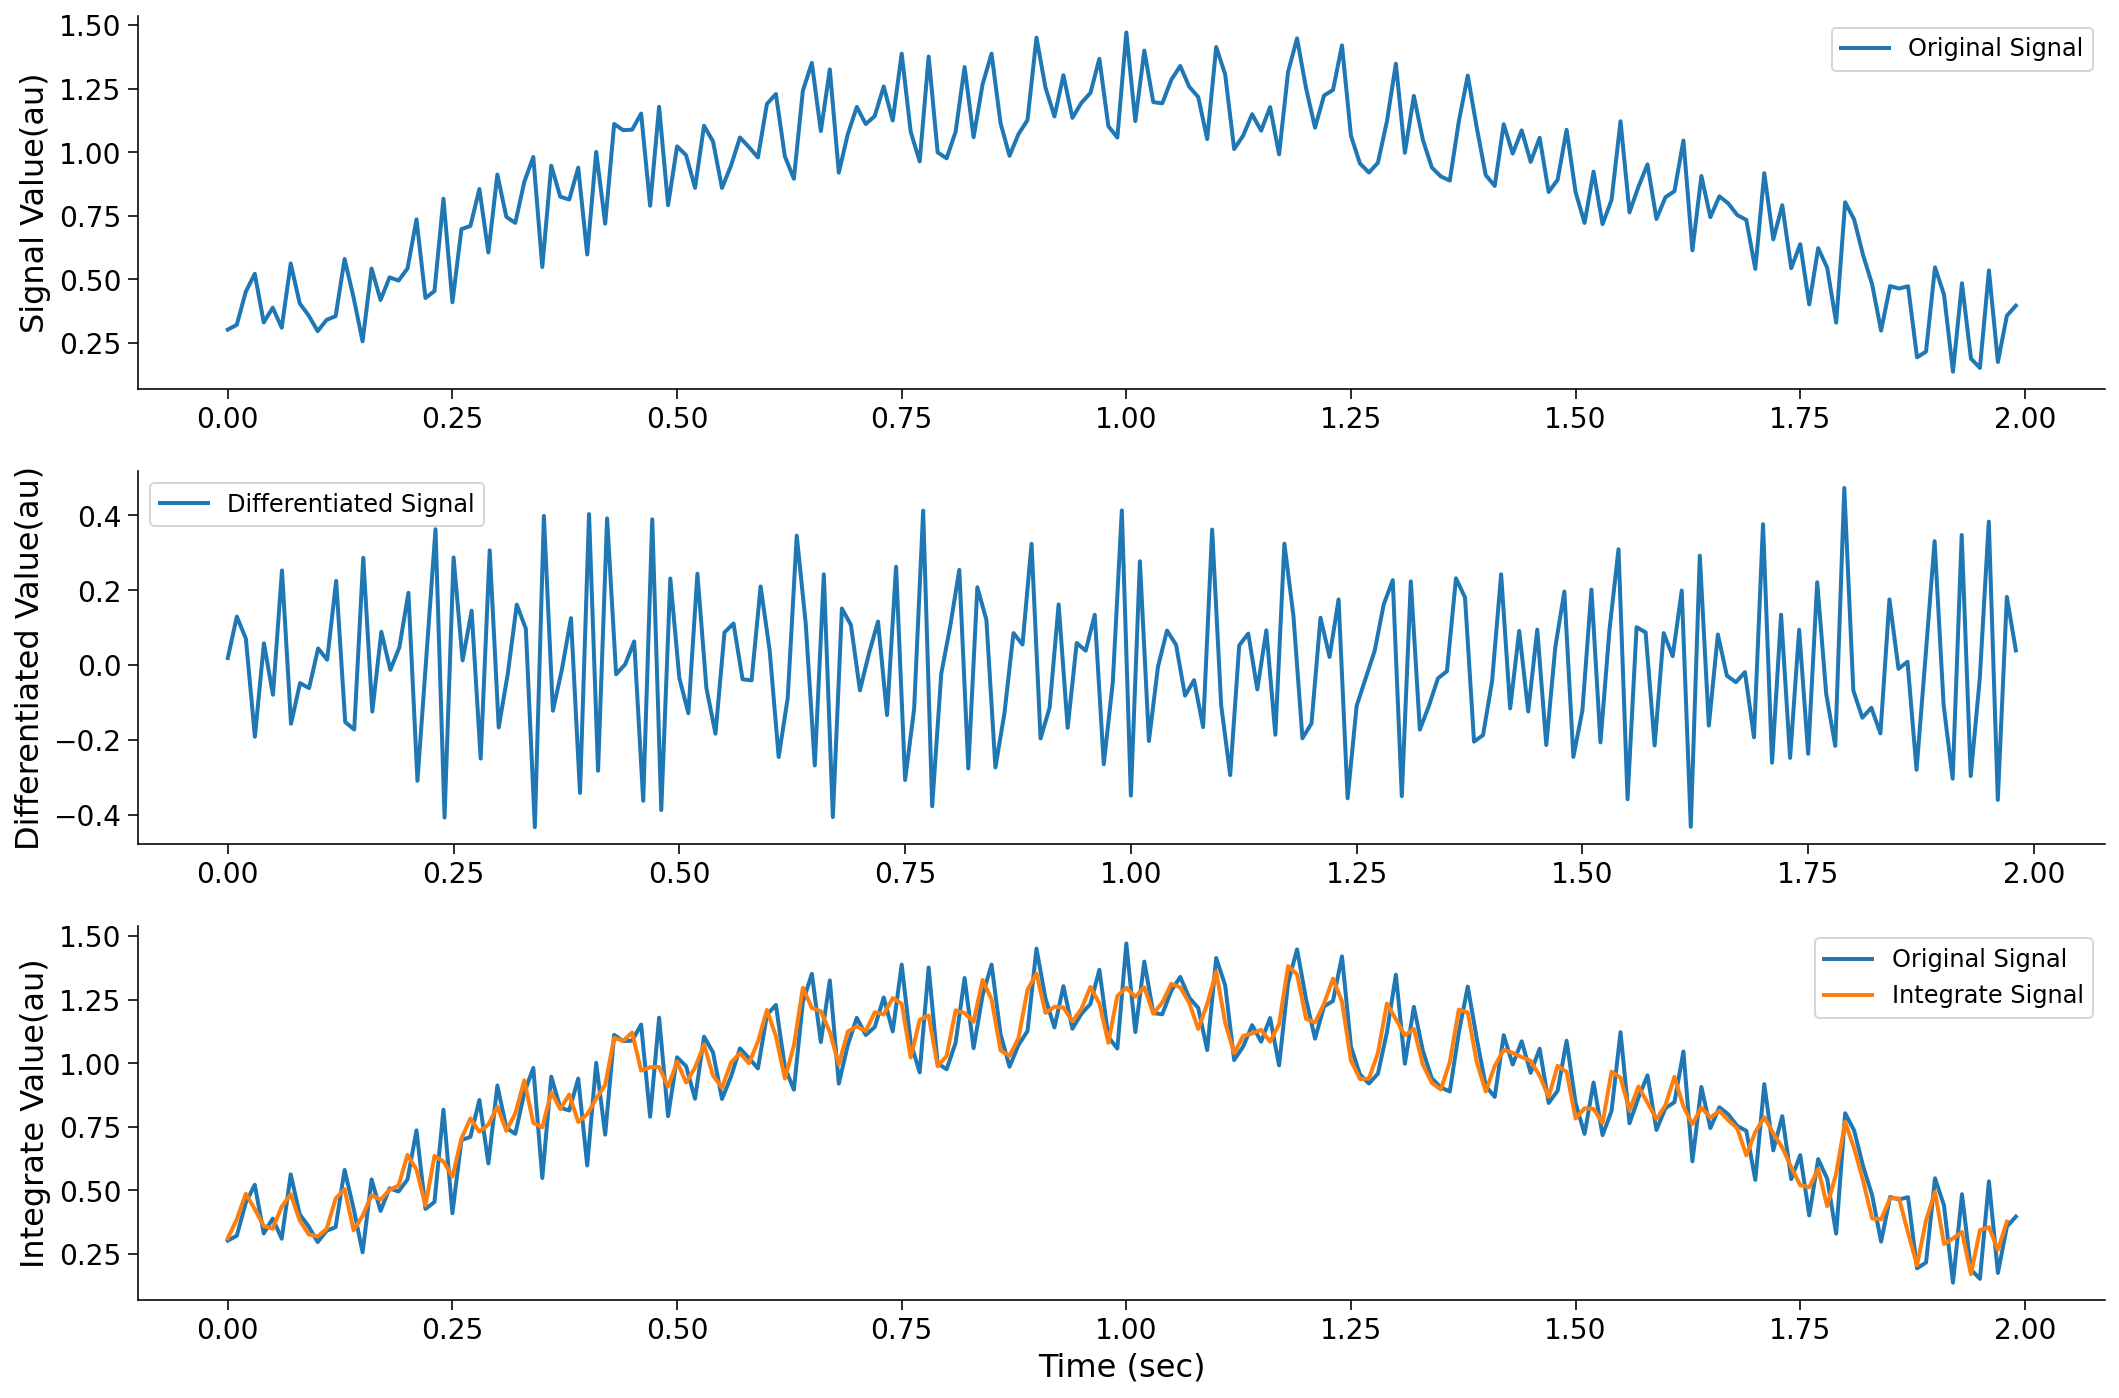 Signal Value(au)
1.50
1.25
1.00
0.75
0.50
0.25
Original Signal
0.00 0.25 0.50 0.75 1.00 1.25 1.50 1.75 2.00
Differentiated Value(au)
0.4
0.2
0.0
−0.2
−0.4
Differentiated Signal
0.00 0.25 0.50 0.75 1.00 1.25 1.50 1.75 2.00
Integrate Value(au)
1.50
1.25
1.00
0.75
0.50
0.25
Original Signal
Integrate Signal
0.00 0.25 0.50 0.75 1.00 1.25 1.50 1.75 2.00
Time (sec)